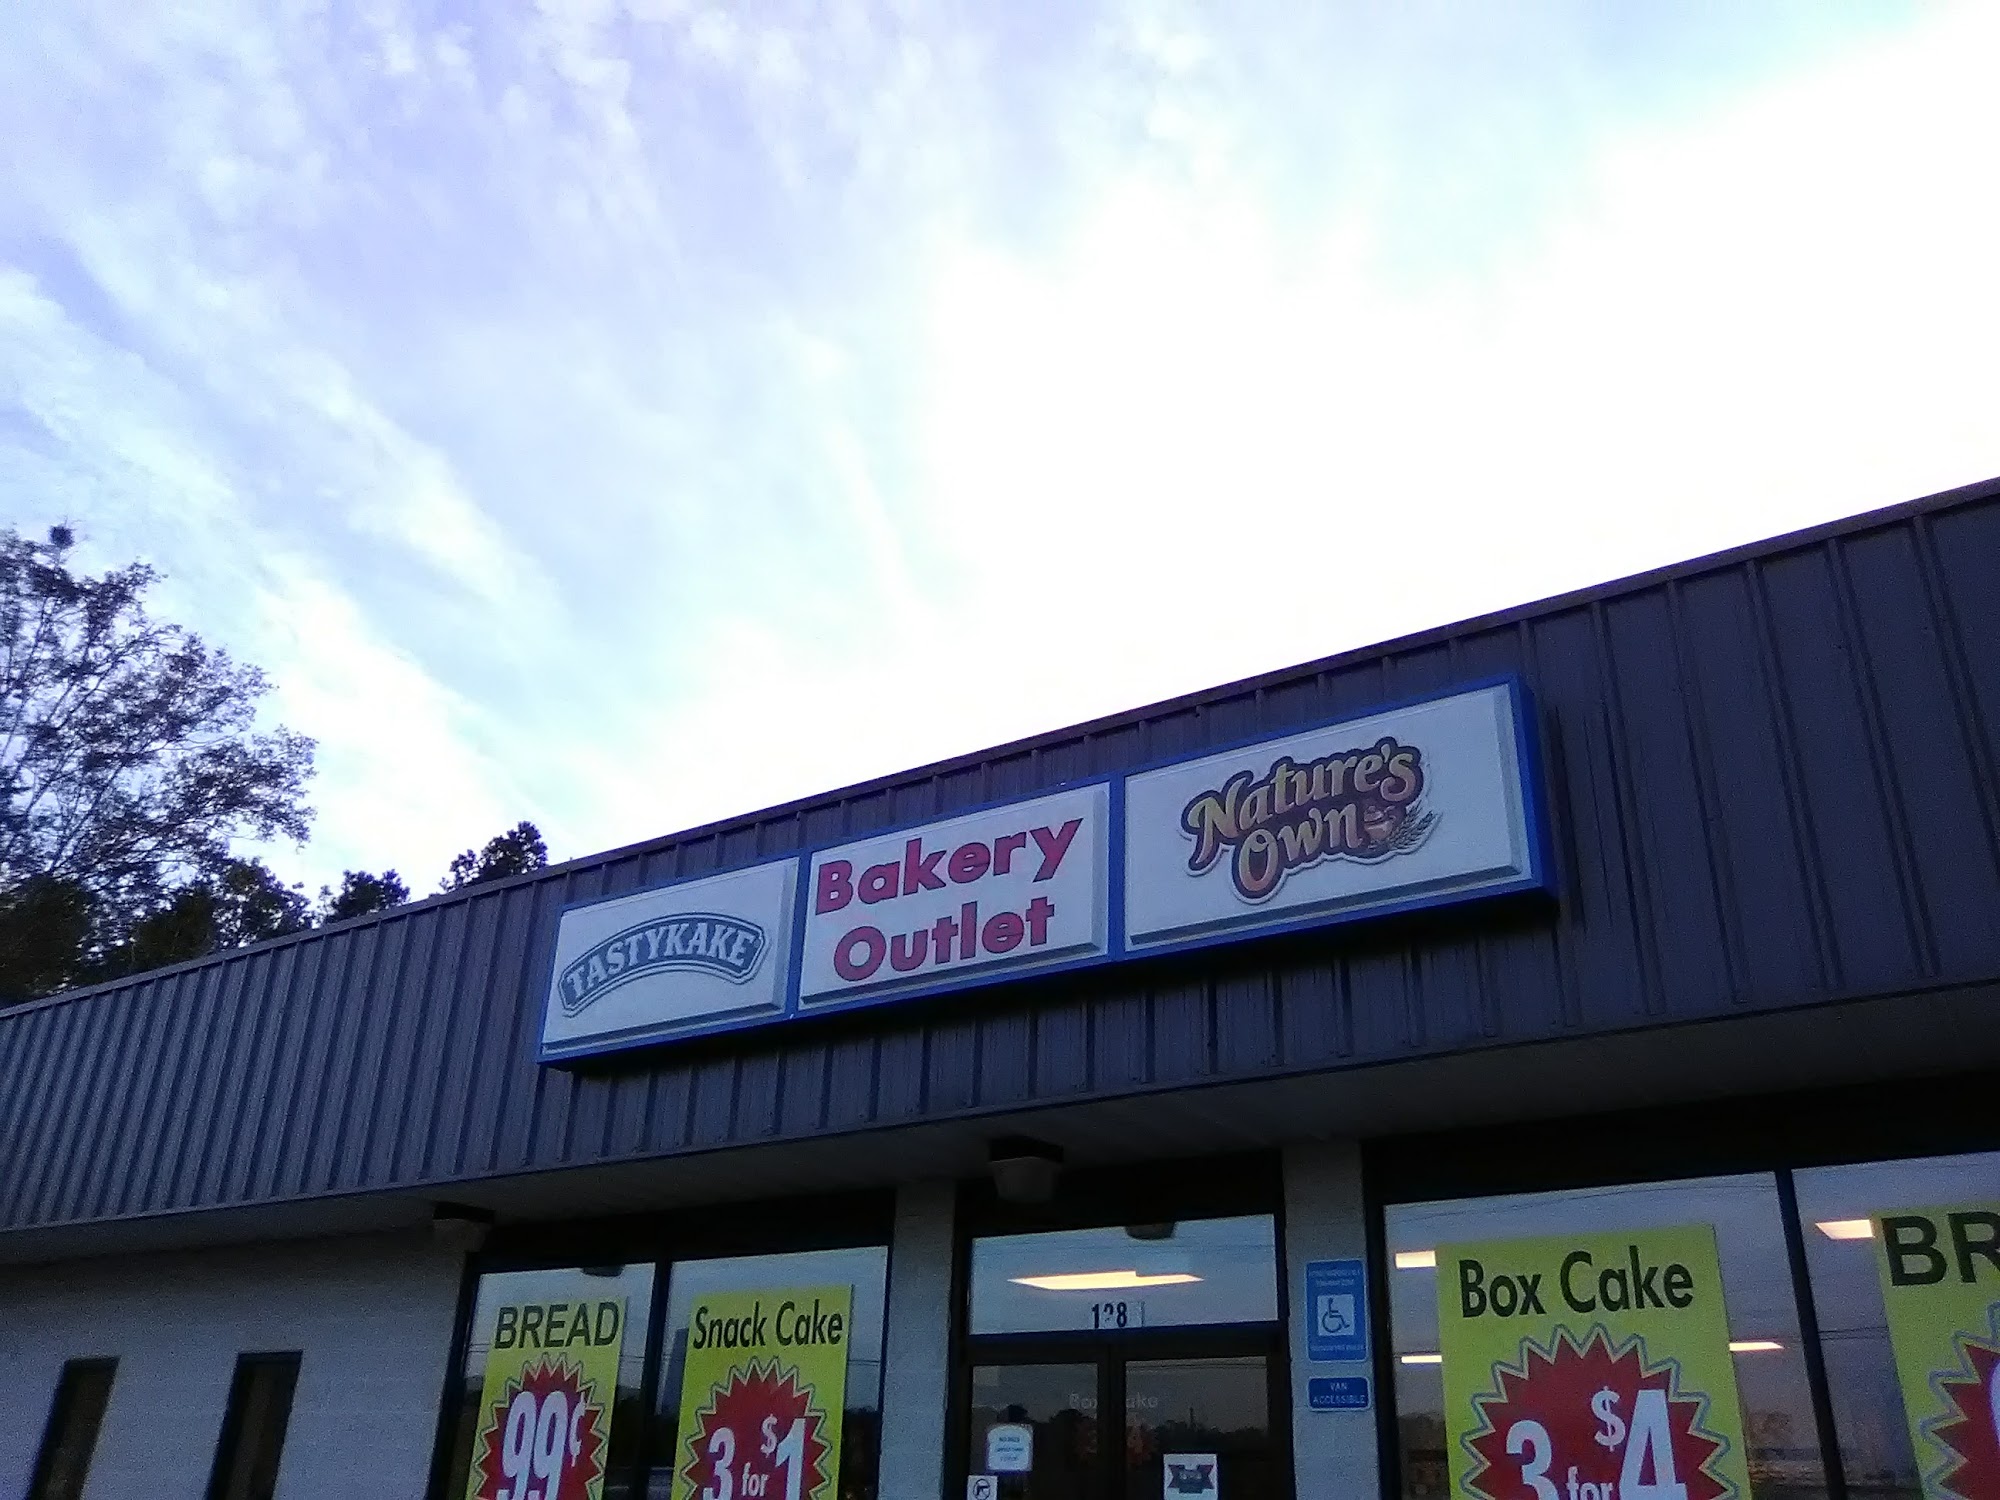 TASTYKAKE
Bakery
Outlet
Nature's
Own
BREAD
99¢
Snack Cake
3 for $1
128
VAN
ACCESSIBLE
Box Cake
3 for $4
BR